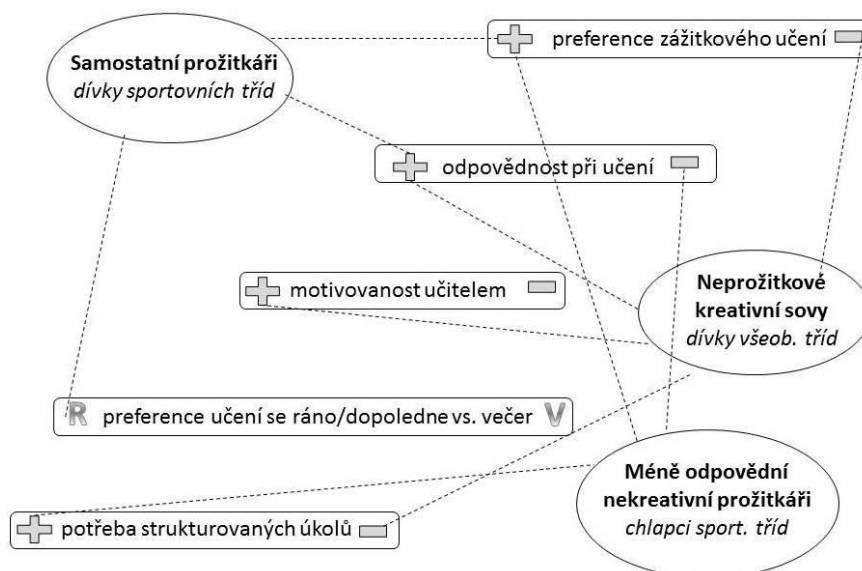 Samostatní prožitkáři
dívky sportovních tříd
preference zážitkového učení
odpovědnost při učení
motivovanost učitelem
Neprožitkové
kreativní sovy
dívky všeob. tříd
R preference učení se ráno/dopoledne vs. večer V
Méně odpovědní
nekreativní prožitkáři
chlapci sport. tříd
potřeba strukturovaných úkolů